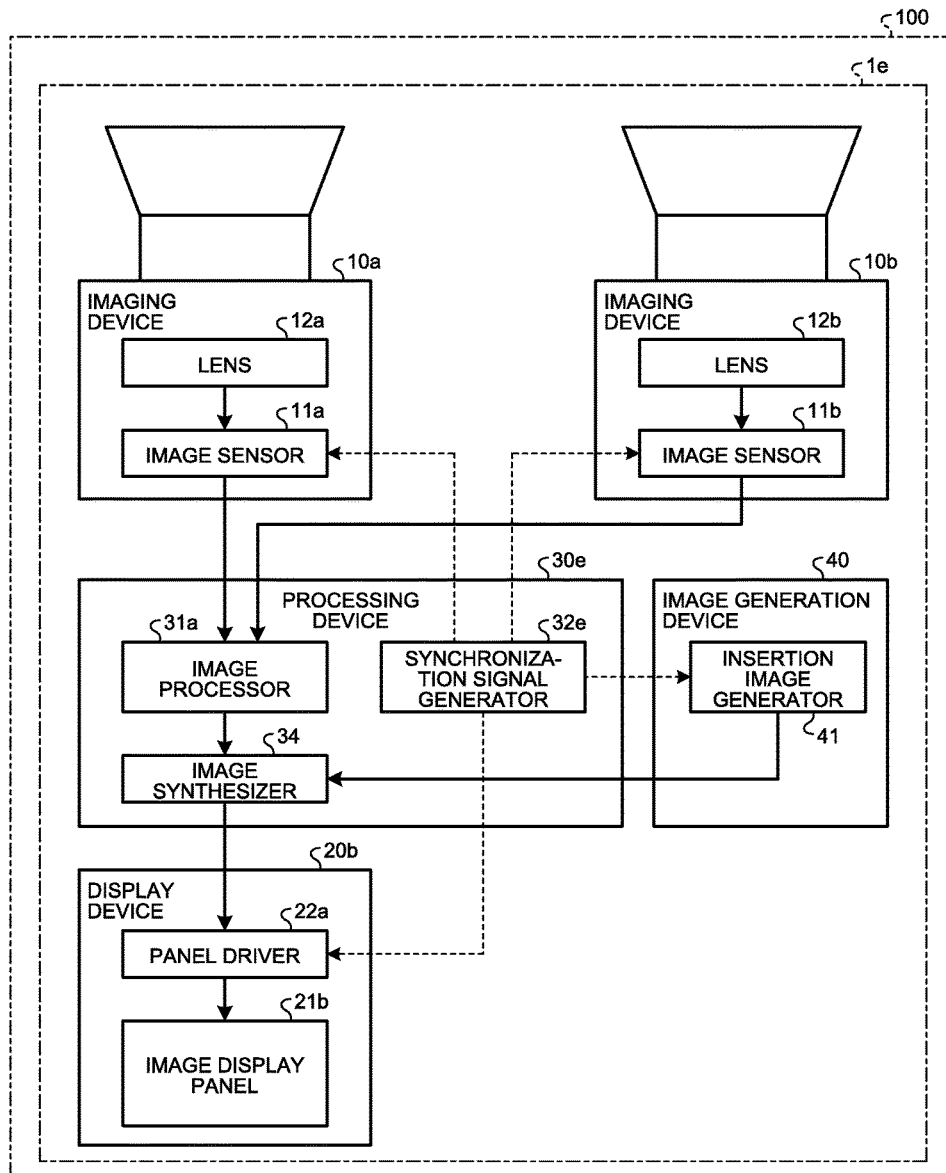 100
1e
10a
IMAGING
DEVICE
12a
LENS
11a
IMAGE SENSOR
10b
IMAGING
DEVICE
12b
LENS
11b
IMAGE SENSOR
30e
PROCESSING
DEVICE
31a
IMAGE
PROCESSOR
32e
SYNCHRONIZA-
TION SIGNAL
GENERATOR
34
IMAGE
SYNTHESIZER
40
IMAGE GENERATION
DEVICE
INSERTION
IMAGE
GENERATOR
41
20b
DISPLAY
DEVICE
22a
PANEL DRIVER
21b
IMAGE DISPLAY
PANEL